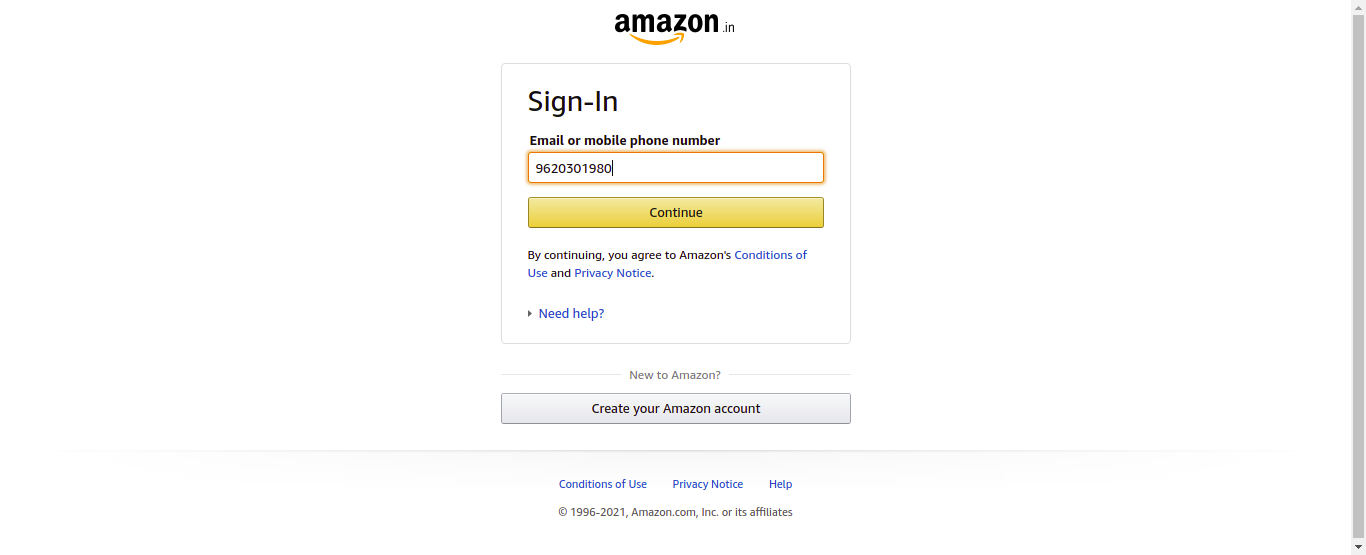 amazon.in
Sign-In
Email or mobile phone number
9620301980
Continue
By continuing, you agree to Amazon's Conditions of
Use and Privacy Notice.
Need help?
New to Amazon?
Create your Amazon account
Conditions of Use Privacy Notice Help
© 1996-2021, Amazon.com, Inc. or its affiliates